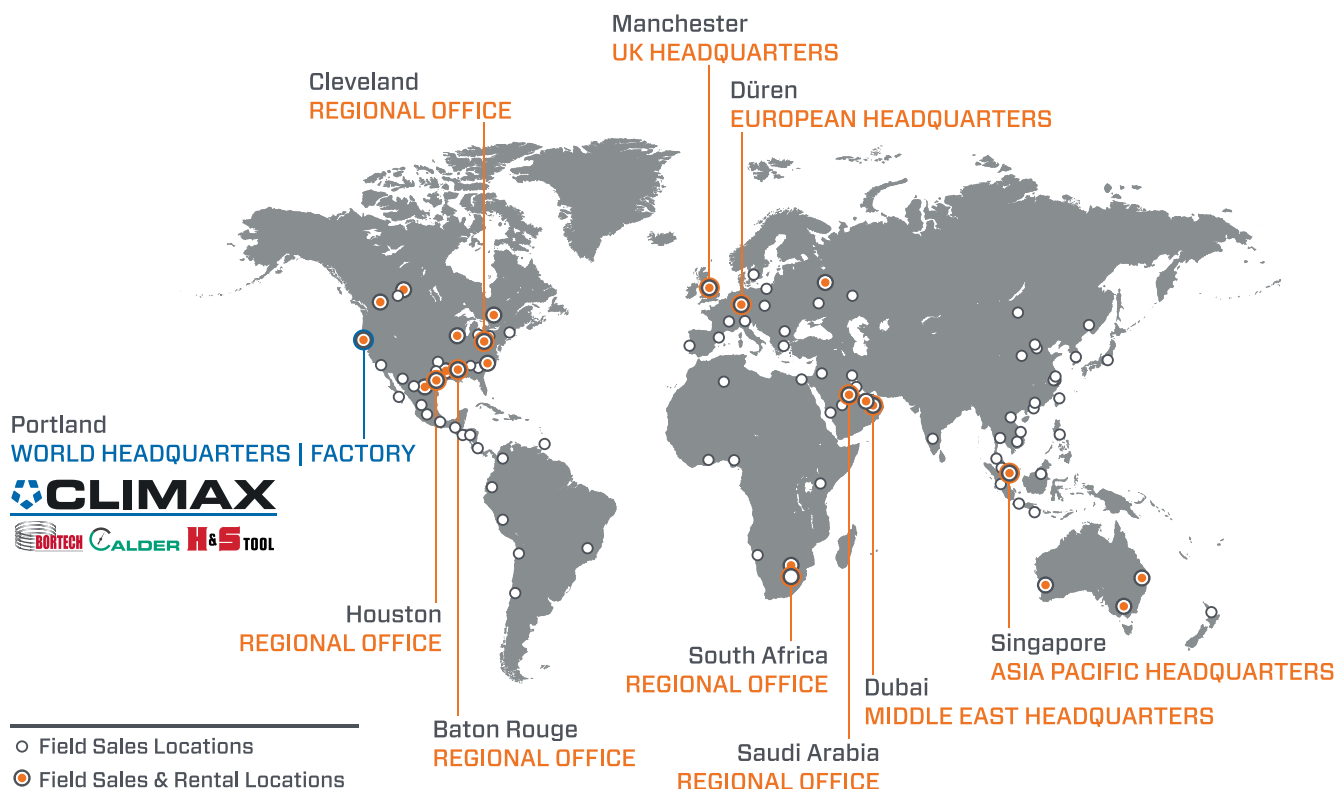 Manchester
UK HEADQUARTERS
Cleveland
REGIONAL OFFICE
Düren
EUROPEAN HEADQUARTERS
Portland
WORLD HEADQUARTERS | FACTORY
CLIMAX
BORTECH CALDER H&S TOOL
Houston
REGIONAL OFFICE
South Africa
REGIONAL OFFICE
Singapore
ASIA PACIFIC HEADQUARTERS
Dubai
MIDDLE EAST HEADQUARTERS
Baton Rouge
REGIONAL OFFICE
Saudi Arabia
REGIONAL OFFICE
Field Sales Locations
Field Sales & Rental Locations